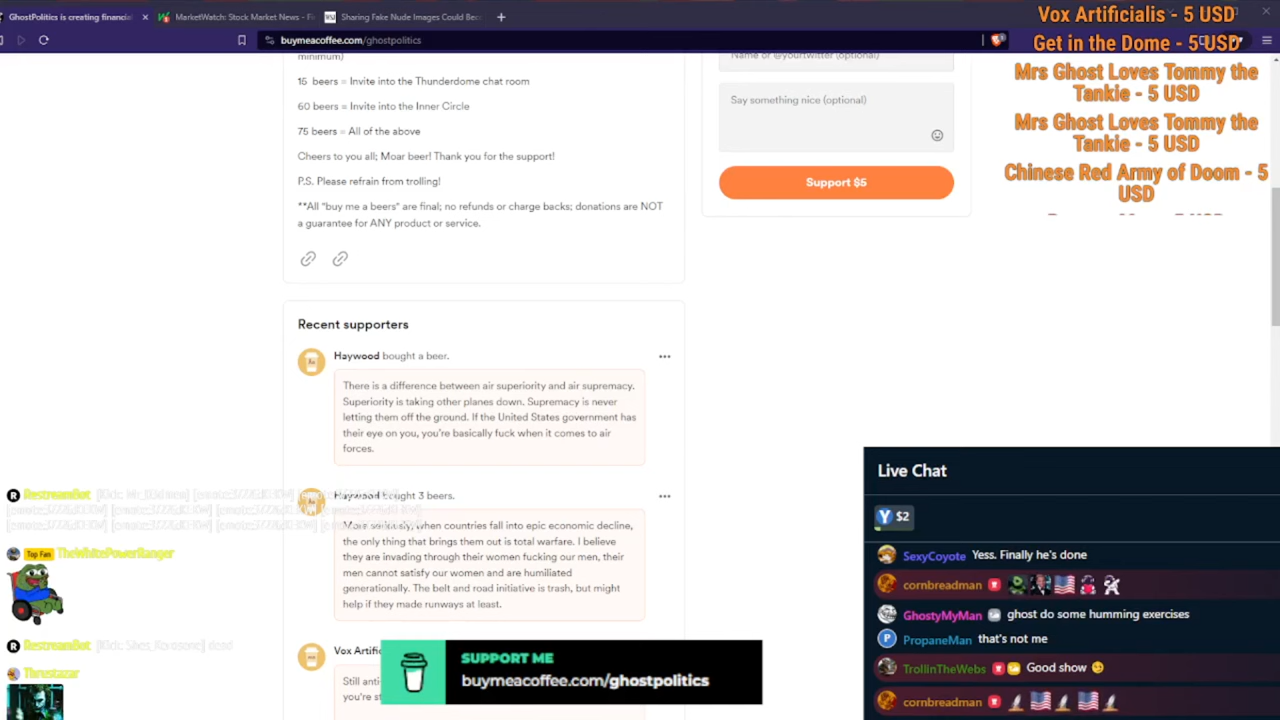 GhostPolitics is creating financial
MarketWatch: Stock Market News - Fi
Sharing Fake Nude Images Could Bec
buymeacoffee.com/ghostpolitics
minimum)
15 beers = Invite into the Thunderdome chat room
60 beers = Invite into the Inner Circle
75 beers = All of the above
Cheers to you all; Moar beer! Thank you for the support!
P.S. Please refrain from trolling!
**All "buy me a beers" are final; no refunds or charge backs; donations are NOT
a guarantee for ANY product or service.
Name or @yourtwitter (optional)
Say something nice (optional)
Support $5
Vox Artificialis - 5 USD
Get in the Dome - 5 USD
Mrs Ghost Loves Tommy the
Tankie - 5 USD
Mrs Ghost Loves Tommy the
Tankie - 5 USD
Chinese Red Army of Doom - 5
USD
Recent supporters
Haywood bought a beer.
There is a difference between air superiority and air supremacy.
Superiority is taking other planes down. Supremacy is never
letting them off the ground. If the United States government has
their eye on you, you're basically fuck when it comes to air
forces.
Haywood bought 3 beers.
More seriously, when countries fall into epic economic decline,
the only thing that brings them out is total warfare. I believe
they are invading through their women fucking our men, their
men cannot satisfy our women and are humiliated
generationally. The belt and road initiative is trash, but might
help if they made runways at least.
Vox Artifi
Still anti
you're st
RestreamBot
Top Fan TheWhitePowerRanger
RestreamBot [Kick: Shes_Kerosene] dead
Thrustazar
SUPPORT ME
buymeacoffee.com/ghostpolitics
Live Chat
$2
SexyCoyote Yess. Finally he's done
cornbreadman
GhostyMyMan ghost do some humming exercises
PropaneMan that's not me
TrollInTheWebs Good show
cornbreadman